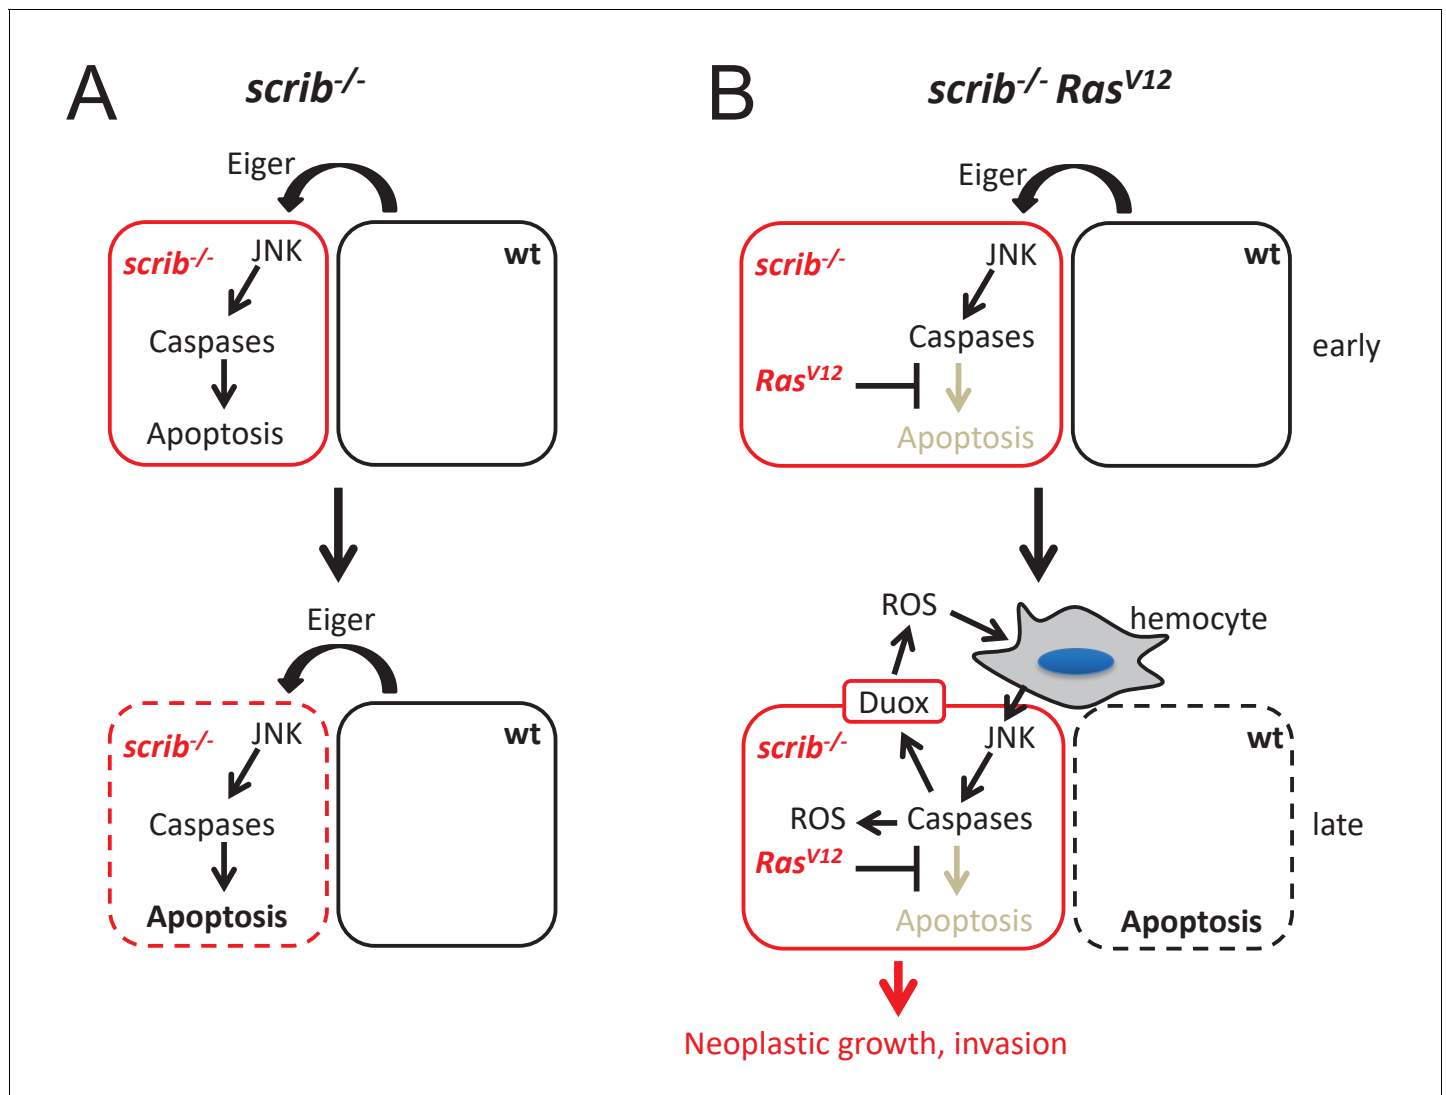 A
scrib-/-
Eiger
scrib-/-
JNK
wt
Caspases
Apoptosis
Eiger
scrib-/-
JNK
wt
Caspases
Apoptosis
B
scrib-/- RasV12
Eiger
scrib-/-
JNK
wt
Caspases
early
RasV12
Apoptosis
ROS
hemocyte
Duox
scrib-/-
JNK
wt
ROS
Caspases
late
RasV12
Apoptosis
Apoptosis
Neoplastic growth, invasion